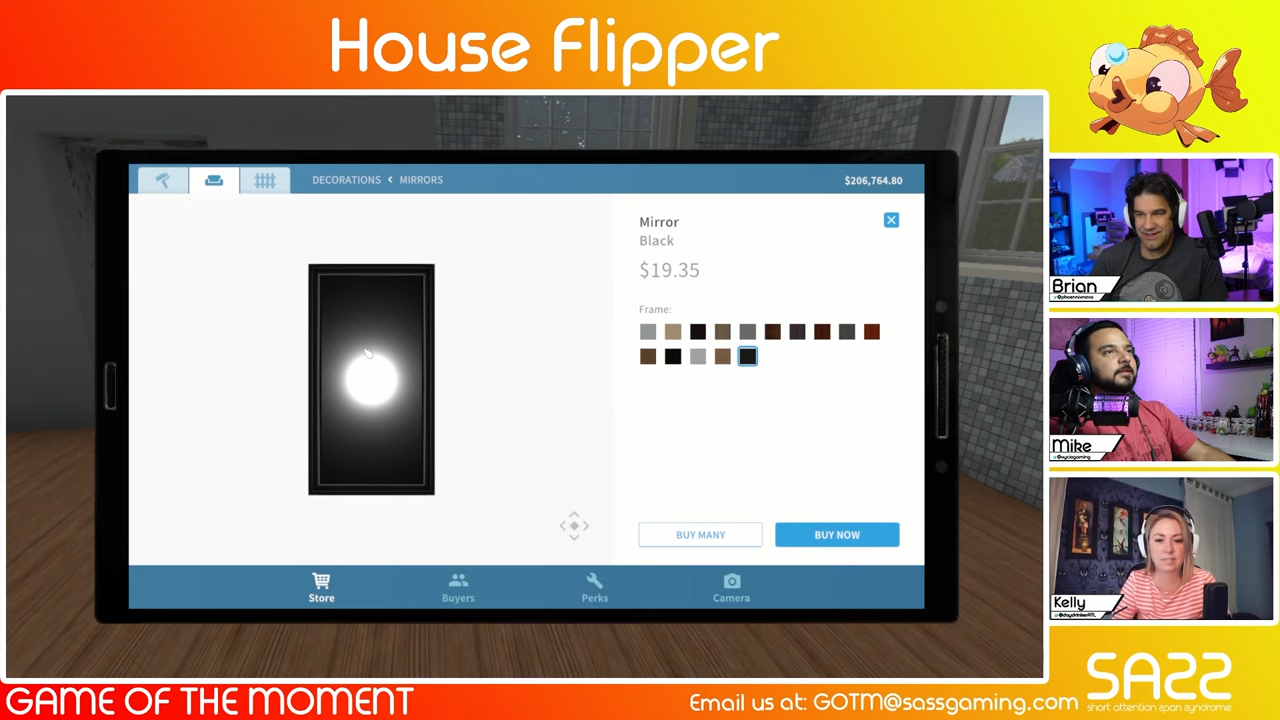 House Flipper
DECORATIONS < MIRRORS
$206,764.80
Mirror
Black
$19.35
Frame:
BUY MANY
BUY NOW
Store
Buyers
Perks
Camera
Brian
@phoennixnova
Mike
Kelly
@daydrinkerATL
SASS
short attention span syndrome
GAME OF THE MOMENT
Email us at: GOTM@sassgaming.com